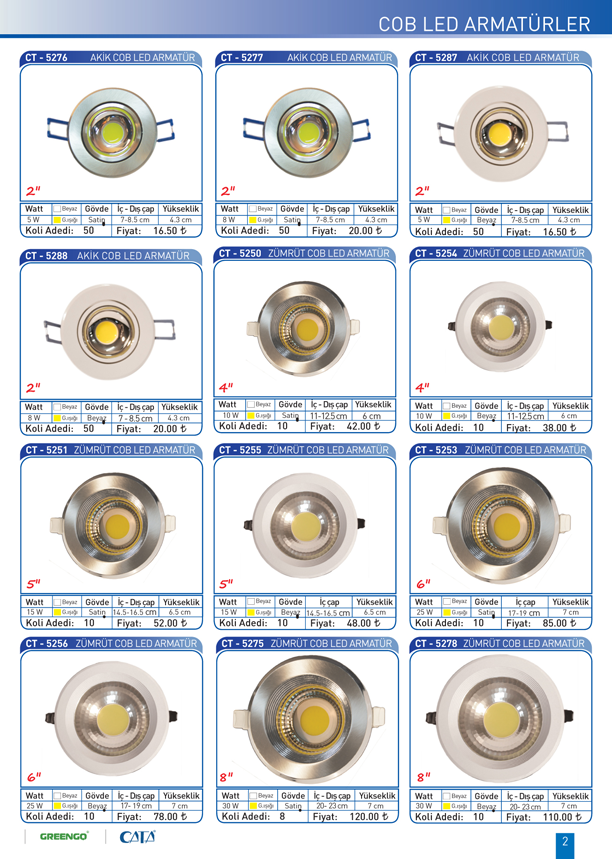 COB LED ARMATÜRLER
CT - 5276 AKİK COB LED ARMATÜR
2"
Watt Beyaz Gövde İç - Dış çap Yükseklik
5 W G.ışığı Satin 7-8.5 cm 4.3 cm
Koli Adedi: 50 Fiyat: 16.50 ₺
CT - 5277 AKİK COB LED ARMATÜR
2"
Watt Beyaz Gövde İç - Dış çap Yükseklik
8 W G.ışığı Satin 7-8.5 cm 4.3 cm
Koli Adedi: 50 Fiyat: 20.00 ₺
CT - 5287 AKİK COB LED ARMATÜR
2"
Watt Beyaz Gövde İç - Dış çap Yükseklik
5 W G.ışığı Beyaz 7-8.5 cm 4.3 cm
Koli Adedi: 50 Fiyat: 16.50 ₺
CT - 5288 AKİK COB LED ARMATÜR
2"
Watt Beyaz Gövde İç - Dış çap Yükseklik
8 W G.ışığı Beyaz 7 - 8.5 cm 4.3 cm
Koli Adedi: 50 Fiyat: 20.00 ₺
CT - 5250 ZÜMRÜT COB LED ARMATÜR
4"
Watt Beyaz Gövde İç - Dış çap Yükseklik
10 W G.ışığı Satin 11-12.5 cm 6 cm
Koli Adedi: 10 Fiyat: 42.00 ₺
CT - 5254 ZÜMRÜT COB LED ARMATÜR
4"
Watt Beyaz Gövde İç - Dış çap Yükseklik
10 W G.ışığı Beyaz 11-12.5 cm 6 cm
Koli Adedi: 10 Fiyat: 38.00 ₺
CT - 5251 ZÜMRÜT COB LED ARMATÜR
5"
Watt Beyaz Gövde İç - Dış çap Yükseklik
15 W G.ışığı Satin 14.5-16.5 cm 6.5 cm
Koli Adedi: 10 Fiyat: 52.00 ₺
CT - 5255 ZÜMRÜT COB LED ARMATÜR
5"
Watt Beyaz Gövde İç çap Yükseklik
15 W G.ışığı Beyaz 14.5-16.5 cm 6.5 cm
Koli Adedi: 10 Fiyat: 48.00 ₺
CT - 5253 ZÜMRÜT COB LED ARMATÜR
6"
Watt Beyaz Gövde İç çap Yükseklik
25 W G.ışığı Satin 17-19 cm 7 cm
Koli Adedi: 10 Fiyat: 85.00 ₺
CT - 5256 ZÜMRÜT COB LED ARMATÜR
6"
Watt Beyaz Gövde İç - Dış çap Yükseklik
25 W G.ışığı Beyaz 17- 19 cm 7 cm
Koli Adedi: 10 Fiyat: 78.00 ₺
CT - 5275 ZÜMRÜT COB LED ARMATÜR
8"
Watt Beyaz Gövde İç - Dış çap Yükseklik
30 W G.ışığı Satin 20- 23 cm 7 cm
Koli Adedi: 8 Fiyat: 120.00 ₺
CT - 5278 ZÜMRÜT COB LED ARMATÜR
8"
Watt Beyaz Gövde İç - Dış çap Yükseklik
30 W G.ışığı Beyaz 20- 23 cm 7 cm
Koli Adedi: 10 Fiyat: 110.00 ₺
GREENGO CATA
2